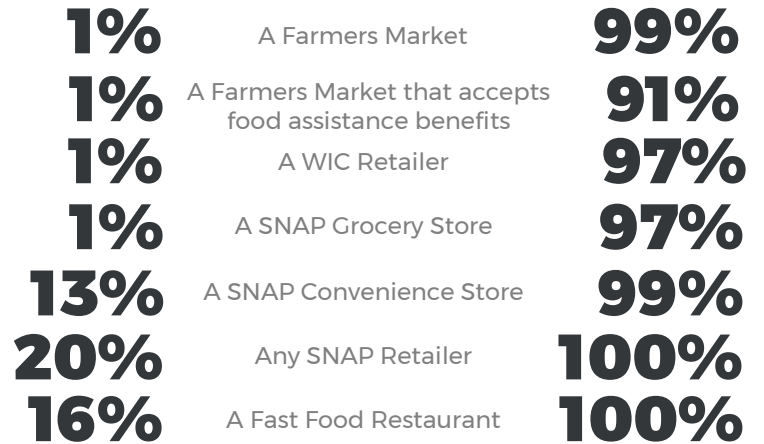 1% A Farmers Market 99%
1% A Farmers Market that accepts food assistance benefits 91%
1% A WIC Retailer 97%
1% A SNAP Grocery Store 97%
13% A SNAP Convenience Store 99%
20% Any SNAP Retailer 100%
16% A Fast Food Restaurant 100%